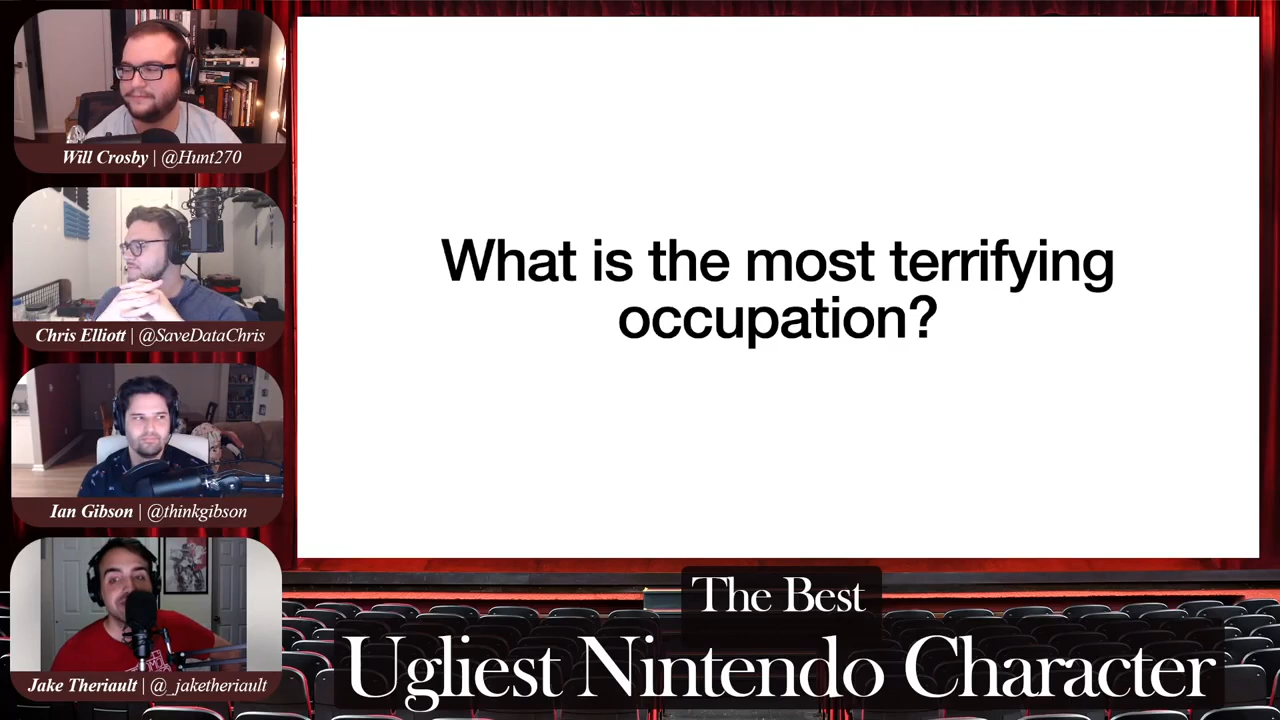 Will Crosby | @Hunt270
Chris Elliott | @SaveDataChris
Ian Gibson | @thinkgibson
Jake Theriault | @_jaketheriault
What is the most terrifying
occupation?
The Best
Ugliest Nintendo Character